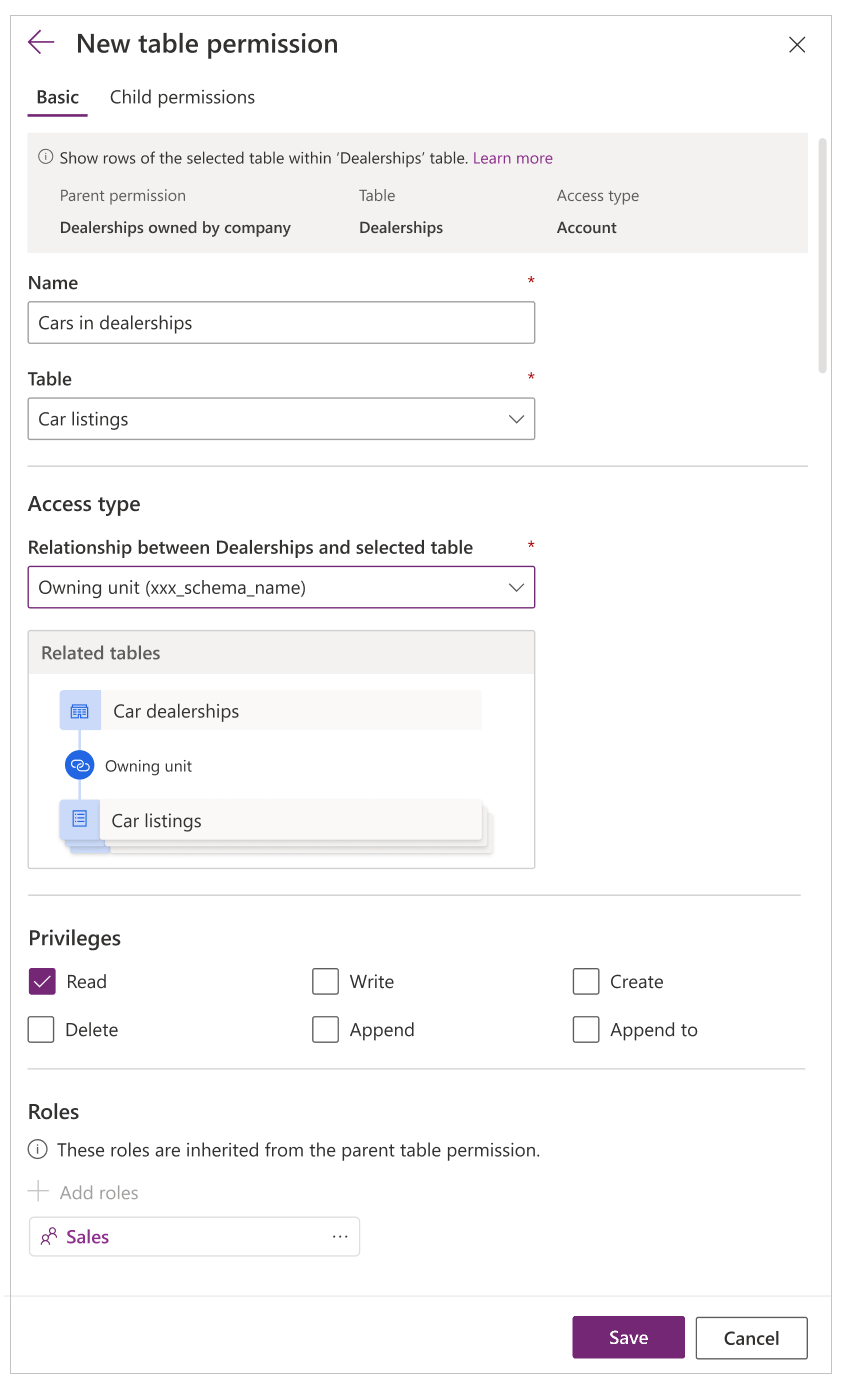 New table permission
Basic Child permissions
Show rows of the selected table within ‘Dealerships’ table. Learn more
Parent permission Table Access type
Dealerships owned by company Dealerships Account
Name *
Cars in dealerships
Table *
Car listings
Access type
Relationship between Dealerships and selected table *
Owning unit (xxx_schema_name)
Related tables
Car dealerships
Owning unit
Car listings
Privileges
Read Write Create
Delete Append Append to
Roles
These roles are inherited from the parent table permission.
Add roles
Sales ...
Save Cancel